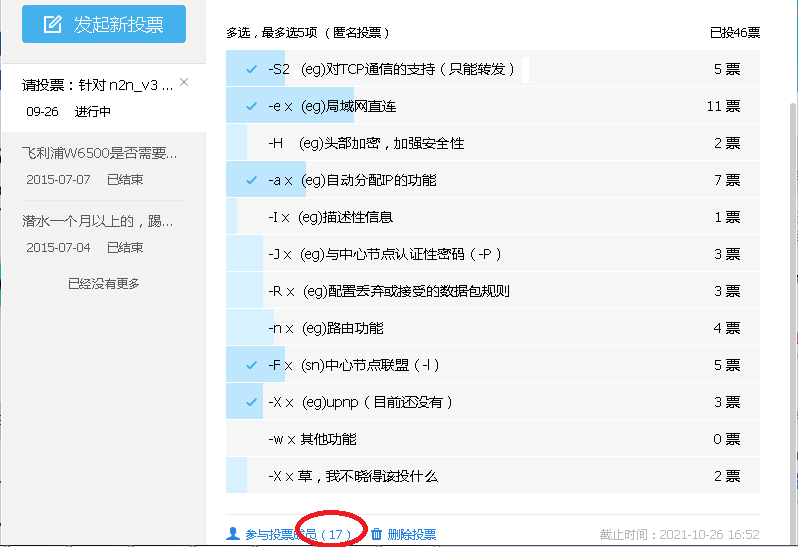 发起新投票
请投票：针对 n2n_v3 ...
09-26 进行中
飞利浦W6500是否需要...
2015-07-07 已结束
潜水一个月以上的，踢...
2015-07-04 已结束
已经没有更多
多选，最多选5项 （ 匿名投票 ） 已投46票
-S2 (eg)对TCP通信的支持（ 只能转发 ） 5 票
-e x (eg)局域网直连 11 票
-H (eg)头部加密，加强安全性 2 票
-a x (eg)自动分配IP的功能 7 票
-I x (eg)描述性信息 1 票
-J x (eg)与中心节点认证性密码（ -P ） 3 票
-R x (eg)配置丢弃或接受的数据包规则 3 票
-n x (eg)路由功能 4 票
-F x (sn)中心节点联盟（ -l ） 5 票
-X x (eg)upnp（ 目前还没有 ） 3 票
-w x 其他功能 0 票
-X x 草，我不晓得该投什么 2 票
参与投票成员（ 17 ） 删除投票 截止时间：2021-10-26 16:52